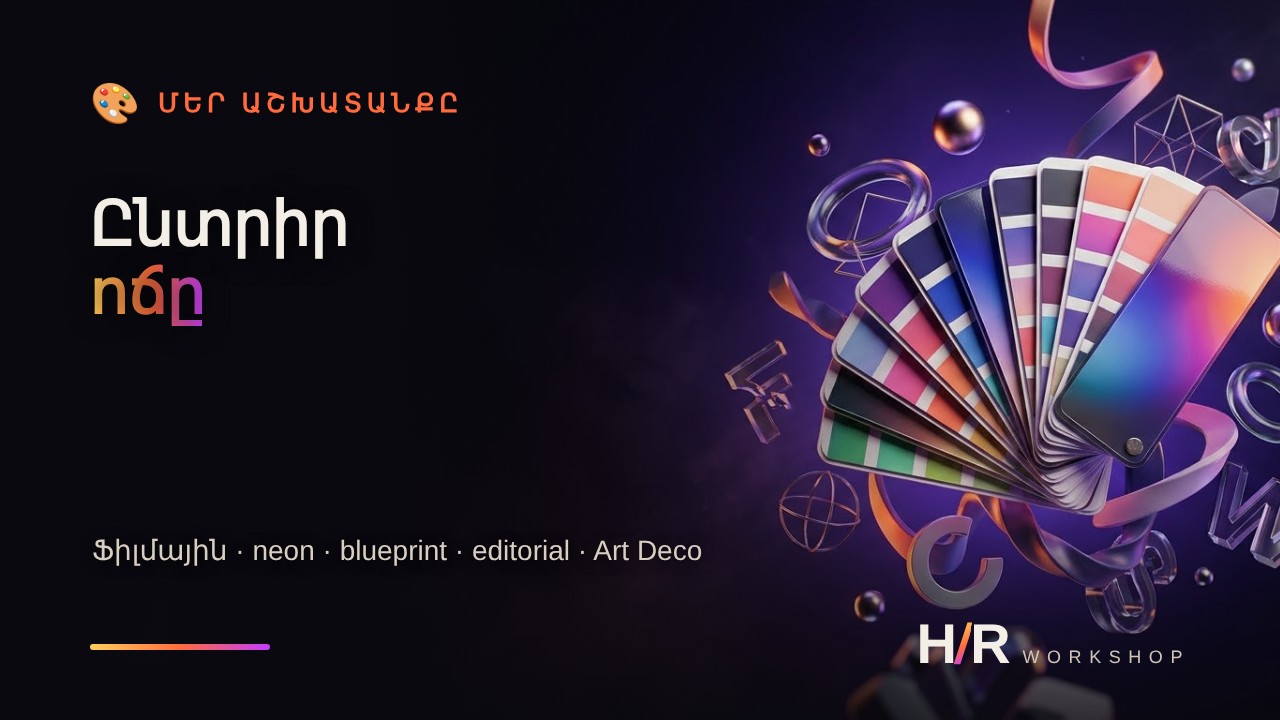 🎨 ՄԵՐ ԱՇԽԱՏԱՆՔԸ
Ընտրիր
ոճը
Ֆիլմային · neon · blueprint · editorial · Art Deco
H/R WORKSHOP